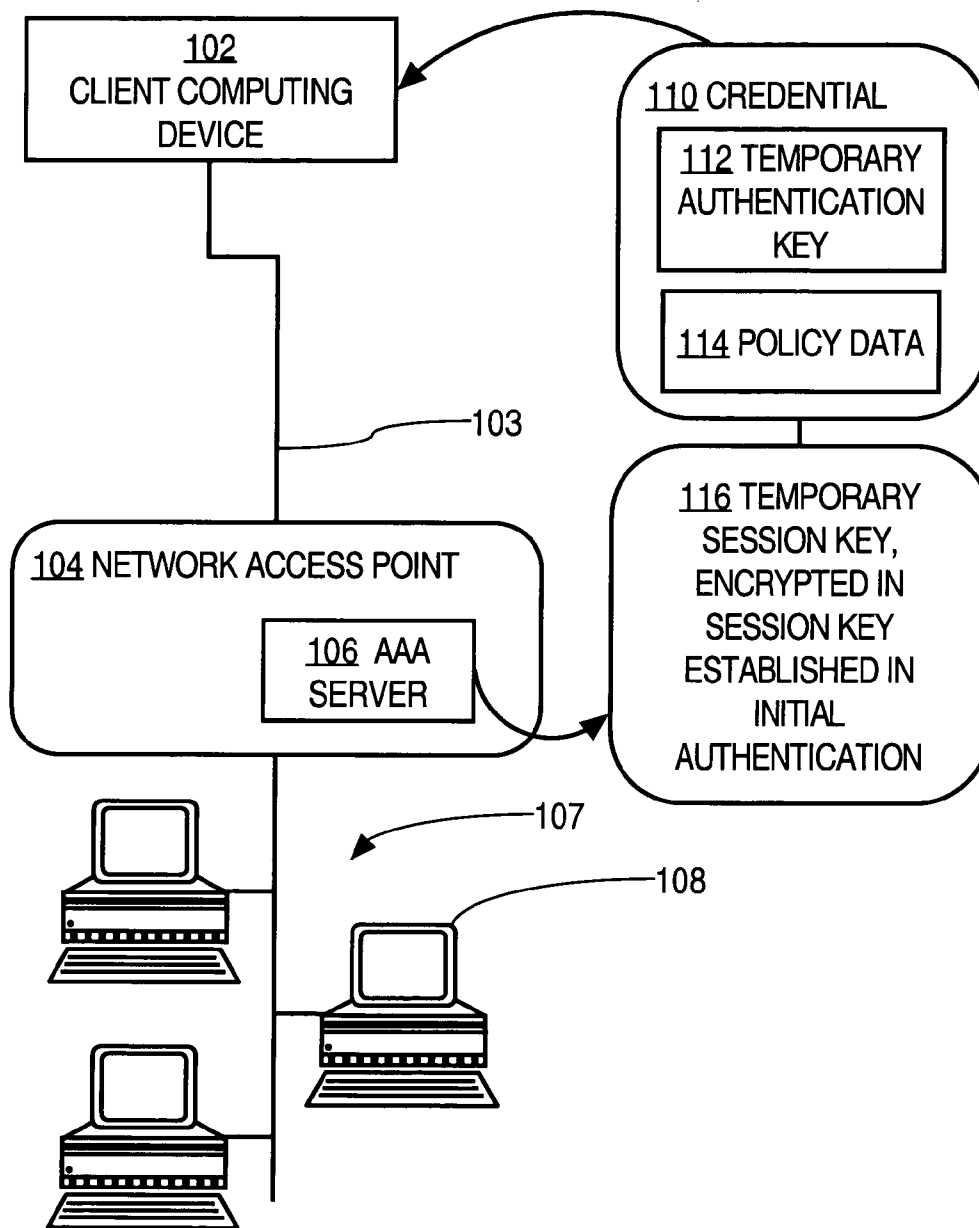 102
CLIENT COMPUTING
DEVICE
110 CREDENTIAL
112 TEMPORARY
AUTHENTICATION
KEY
114 POLICY DATA
103
116 TEMPORARY
SESSION KEY,
ENCRYPTED IN
SESSION KEY
ESTABLISHED IN
INITIAL
AUTHENTICATION
104 NETWORK ACCESS POINT
106 AAA
SERVER
107
108